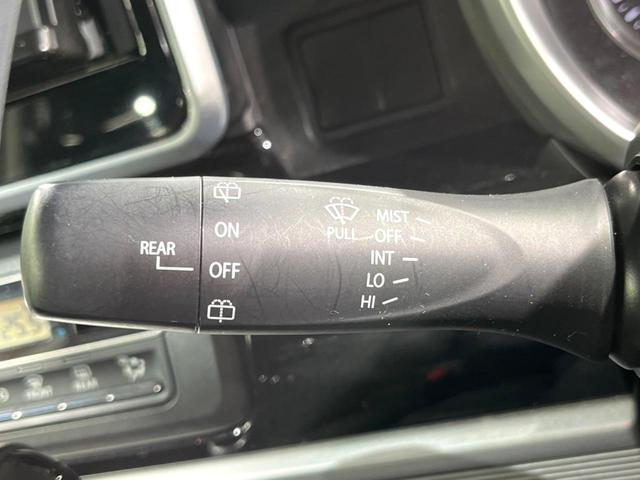 MIST
ON
PULL
OFF
REAR
OFF
INT
LO
HI